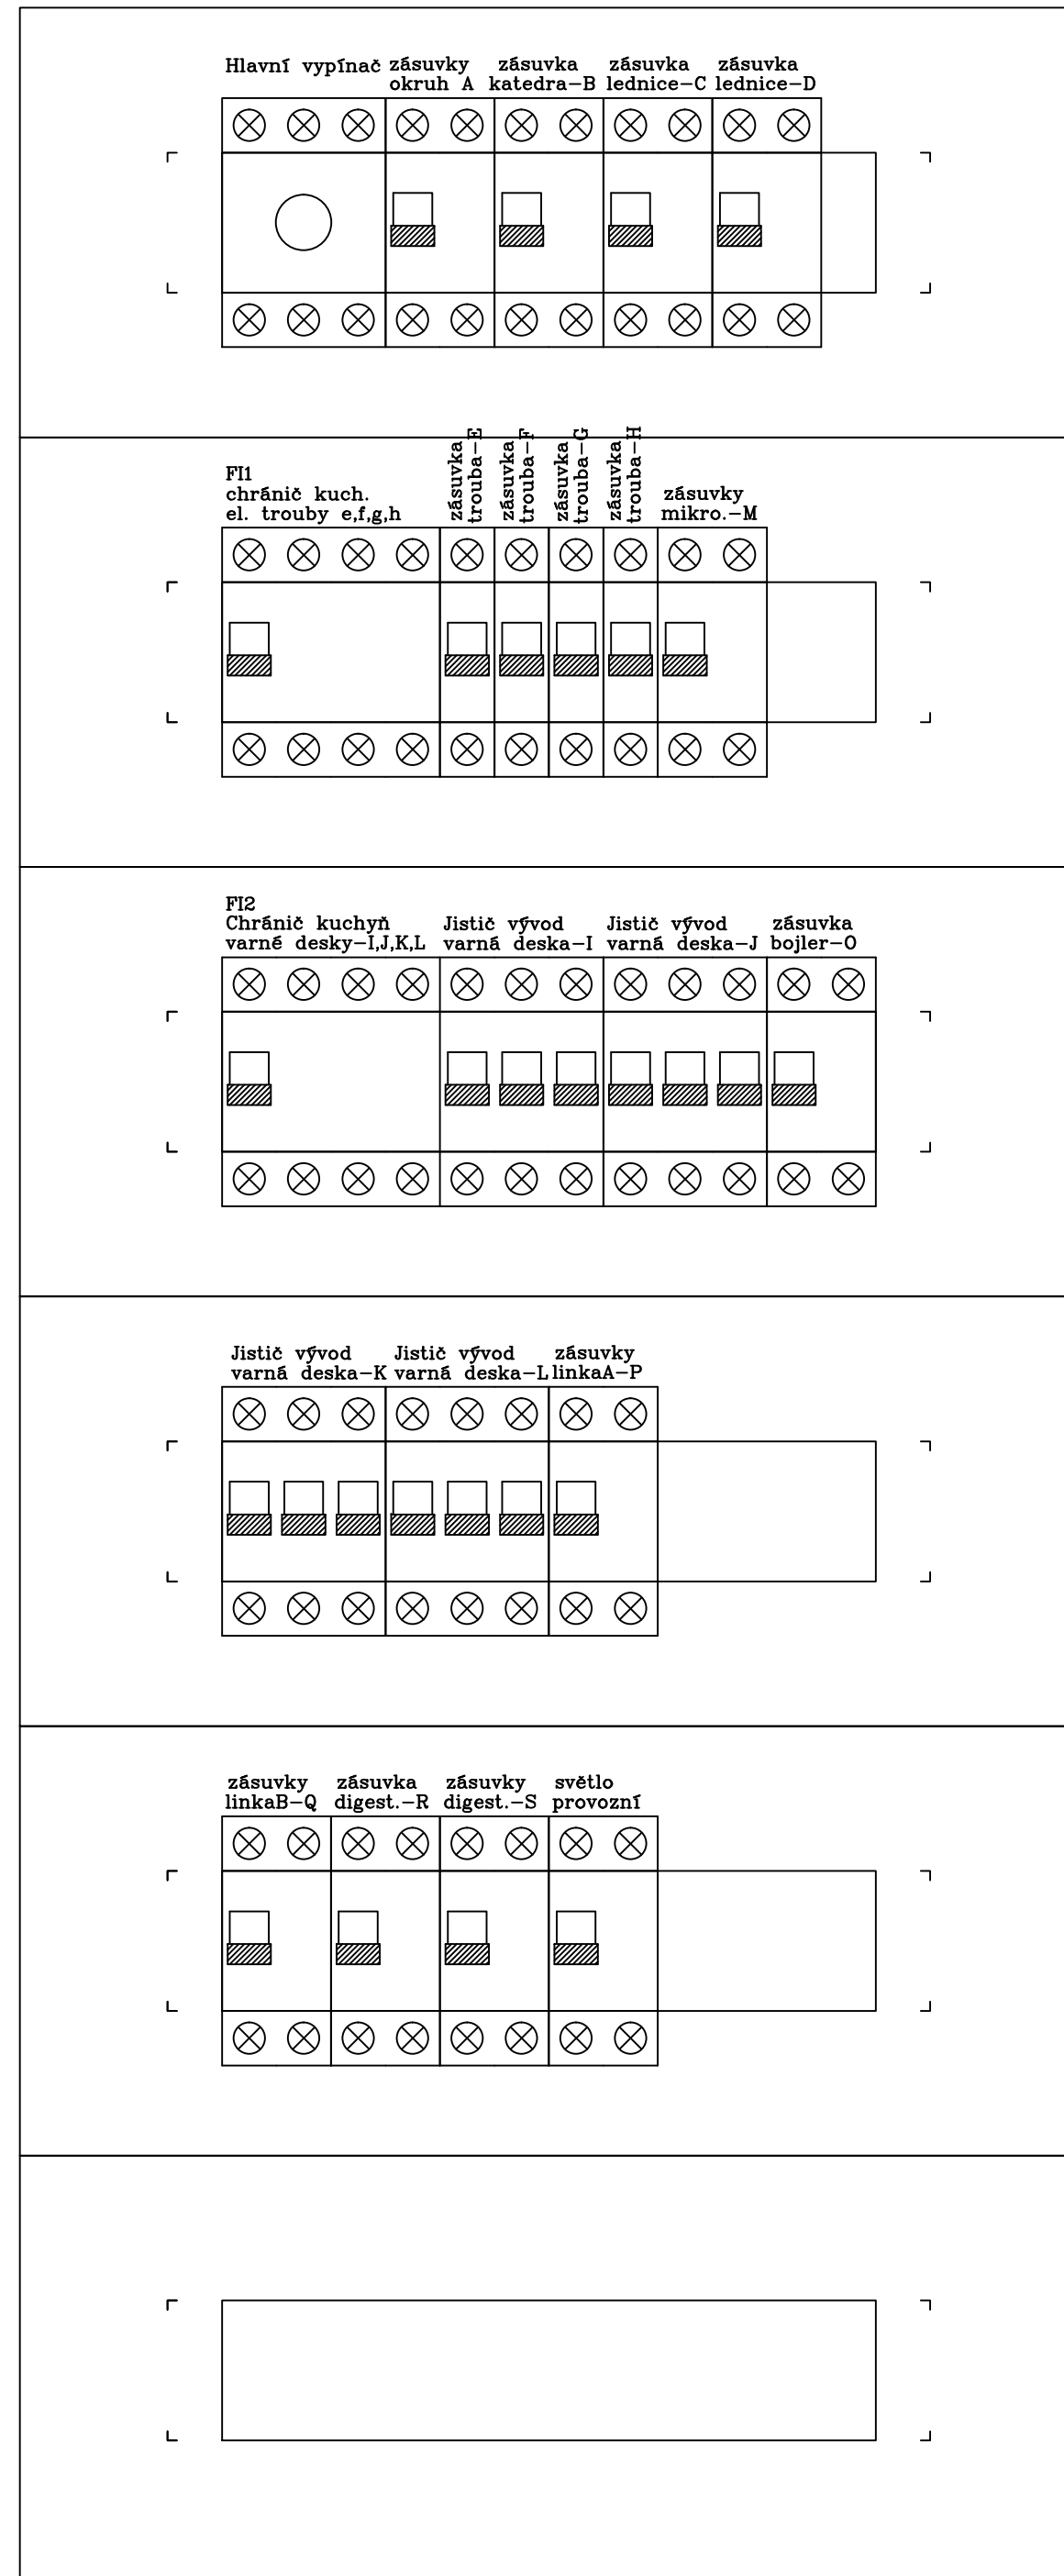 Hlavní vypínač
zásuvky
okruh A
zásuvka
katedra-B
zásuvka
lednice-C
zásuvka
lednice-D
FI1
chránič kuch.
el. trouby e,f,g,h
zásuvka
trouba-E
zásuvka
trouba-F
zásuvka
trouba-G
zásuvka
trouba-H
zásuvky
mikro.-M
FI2
Chránič kuchyň
varné desky-I,J,K,L
Jistič vývod
varná deska-I
Jistič vývod
varná deska-J
zásuvka
bojler-O
Jistič vývod
varná deska-K
Jistič vývod
varná deska-L
zásuvky
linkaA-P
zásuvky
linkaB-Q
zásuvka
digest.-R
zásuvky
digest.-S
světlo
provozní